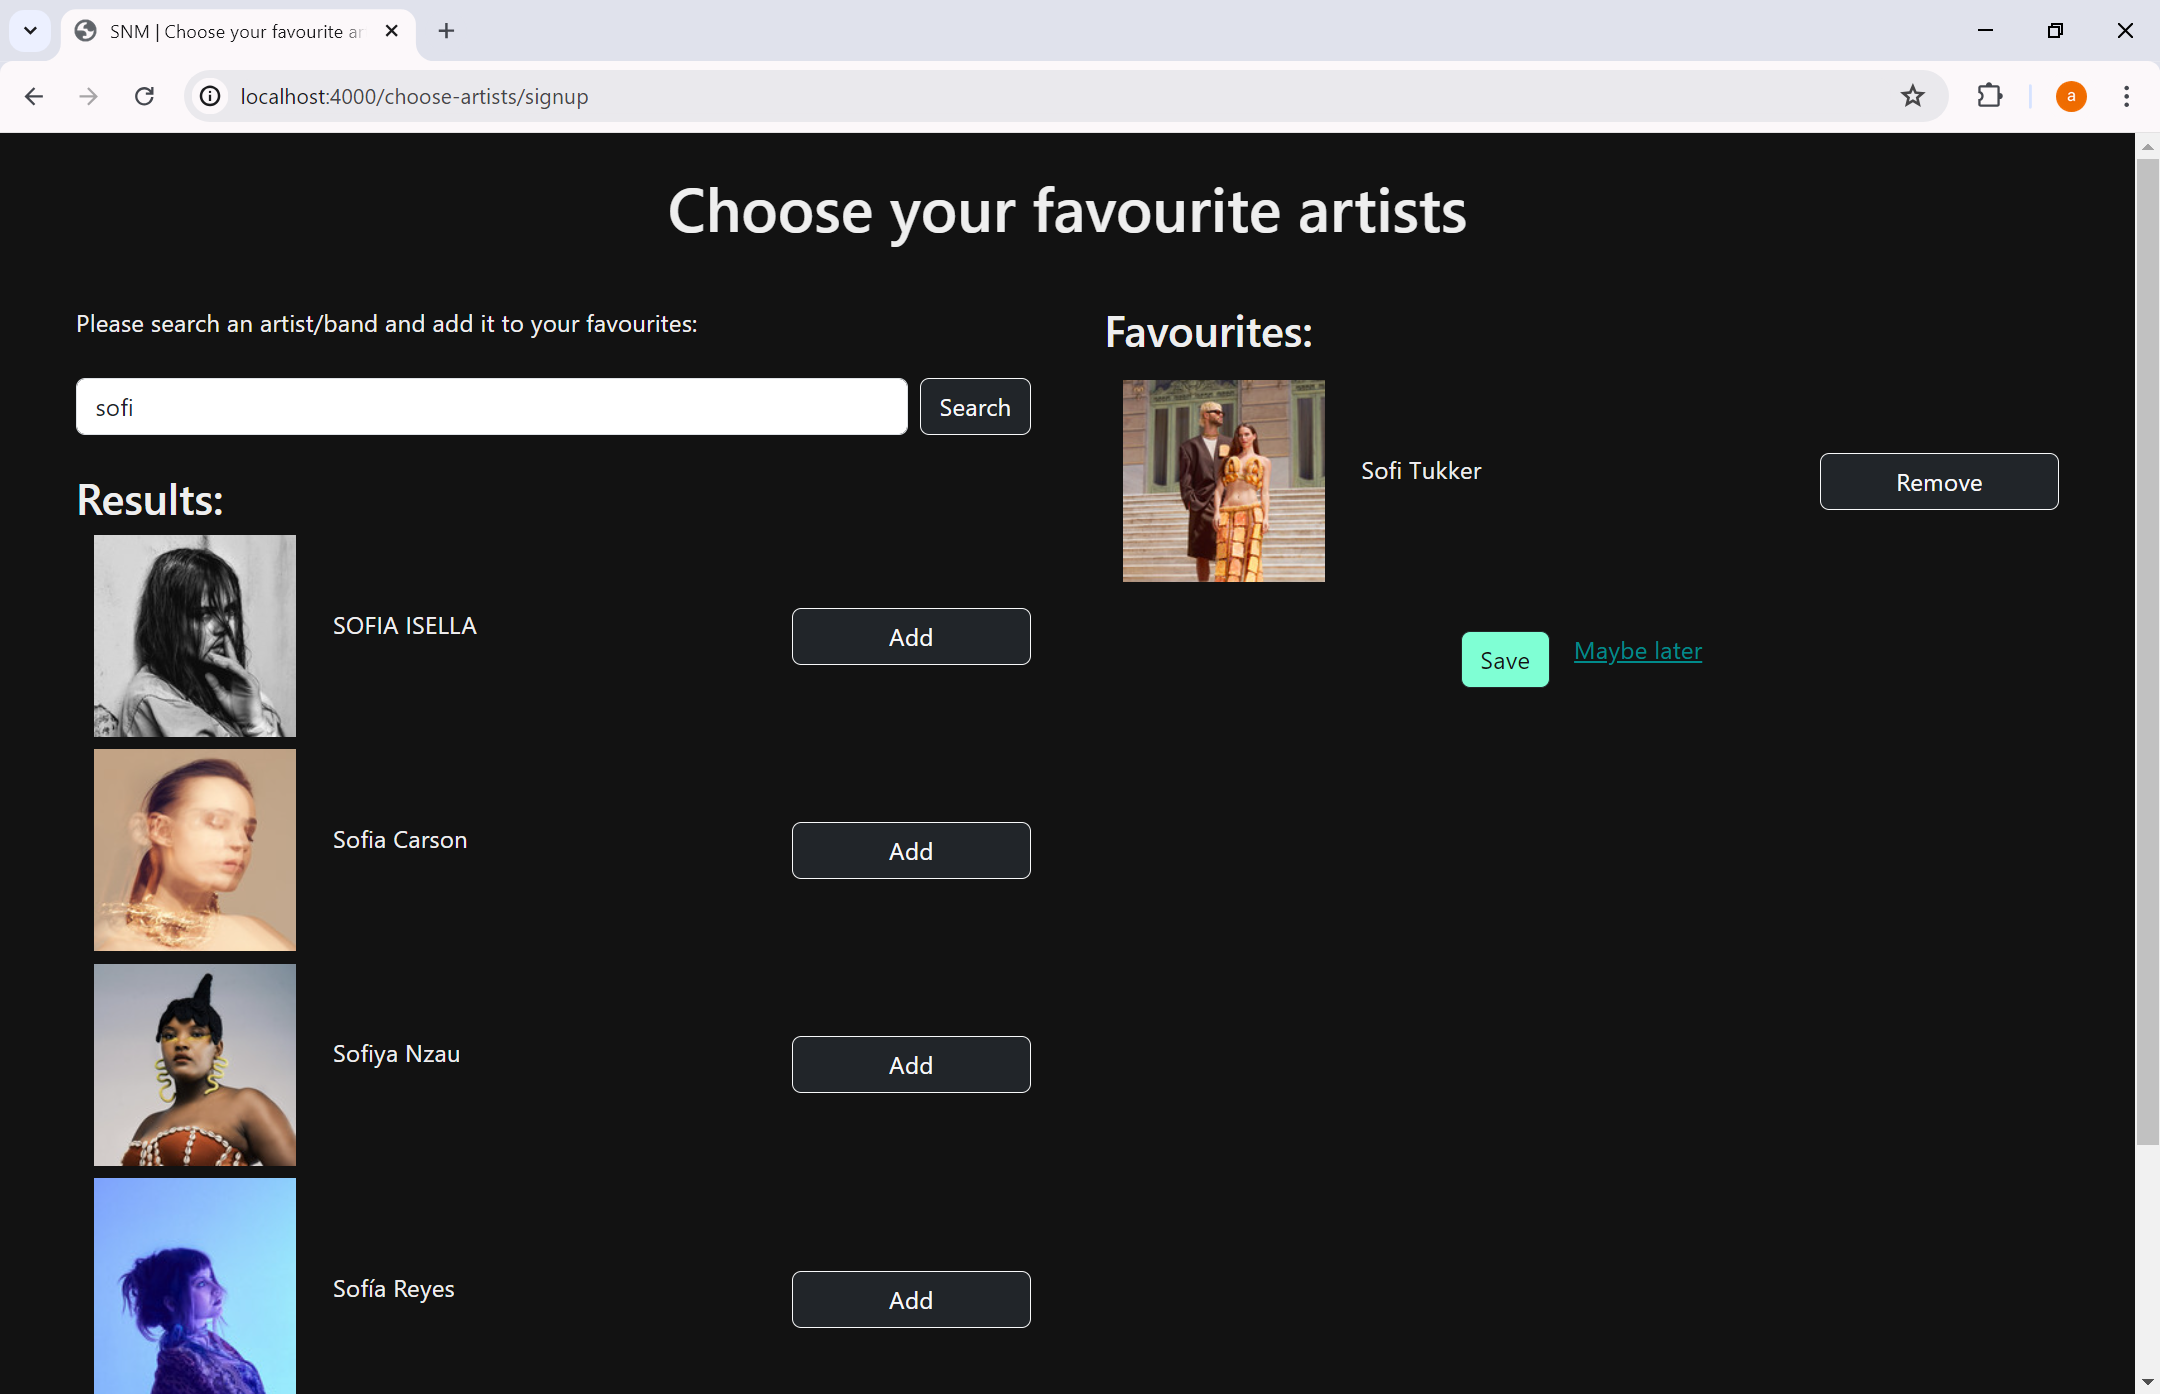 SNM | Choose your favourite ar
localhost:4000/choose-artists/signup
a
Choose your favourite artists
Please search an artist/band and add it to your favourites:
sofi
Search
Results:
SOFIA ISELLA
Add
Sofia Carson
Add
Sofiya Nzau
Add
Sofía Reyes
Add
Favourites:
Sofi Tukker
Remove
Save
Maybe later